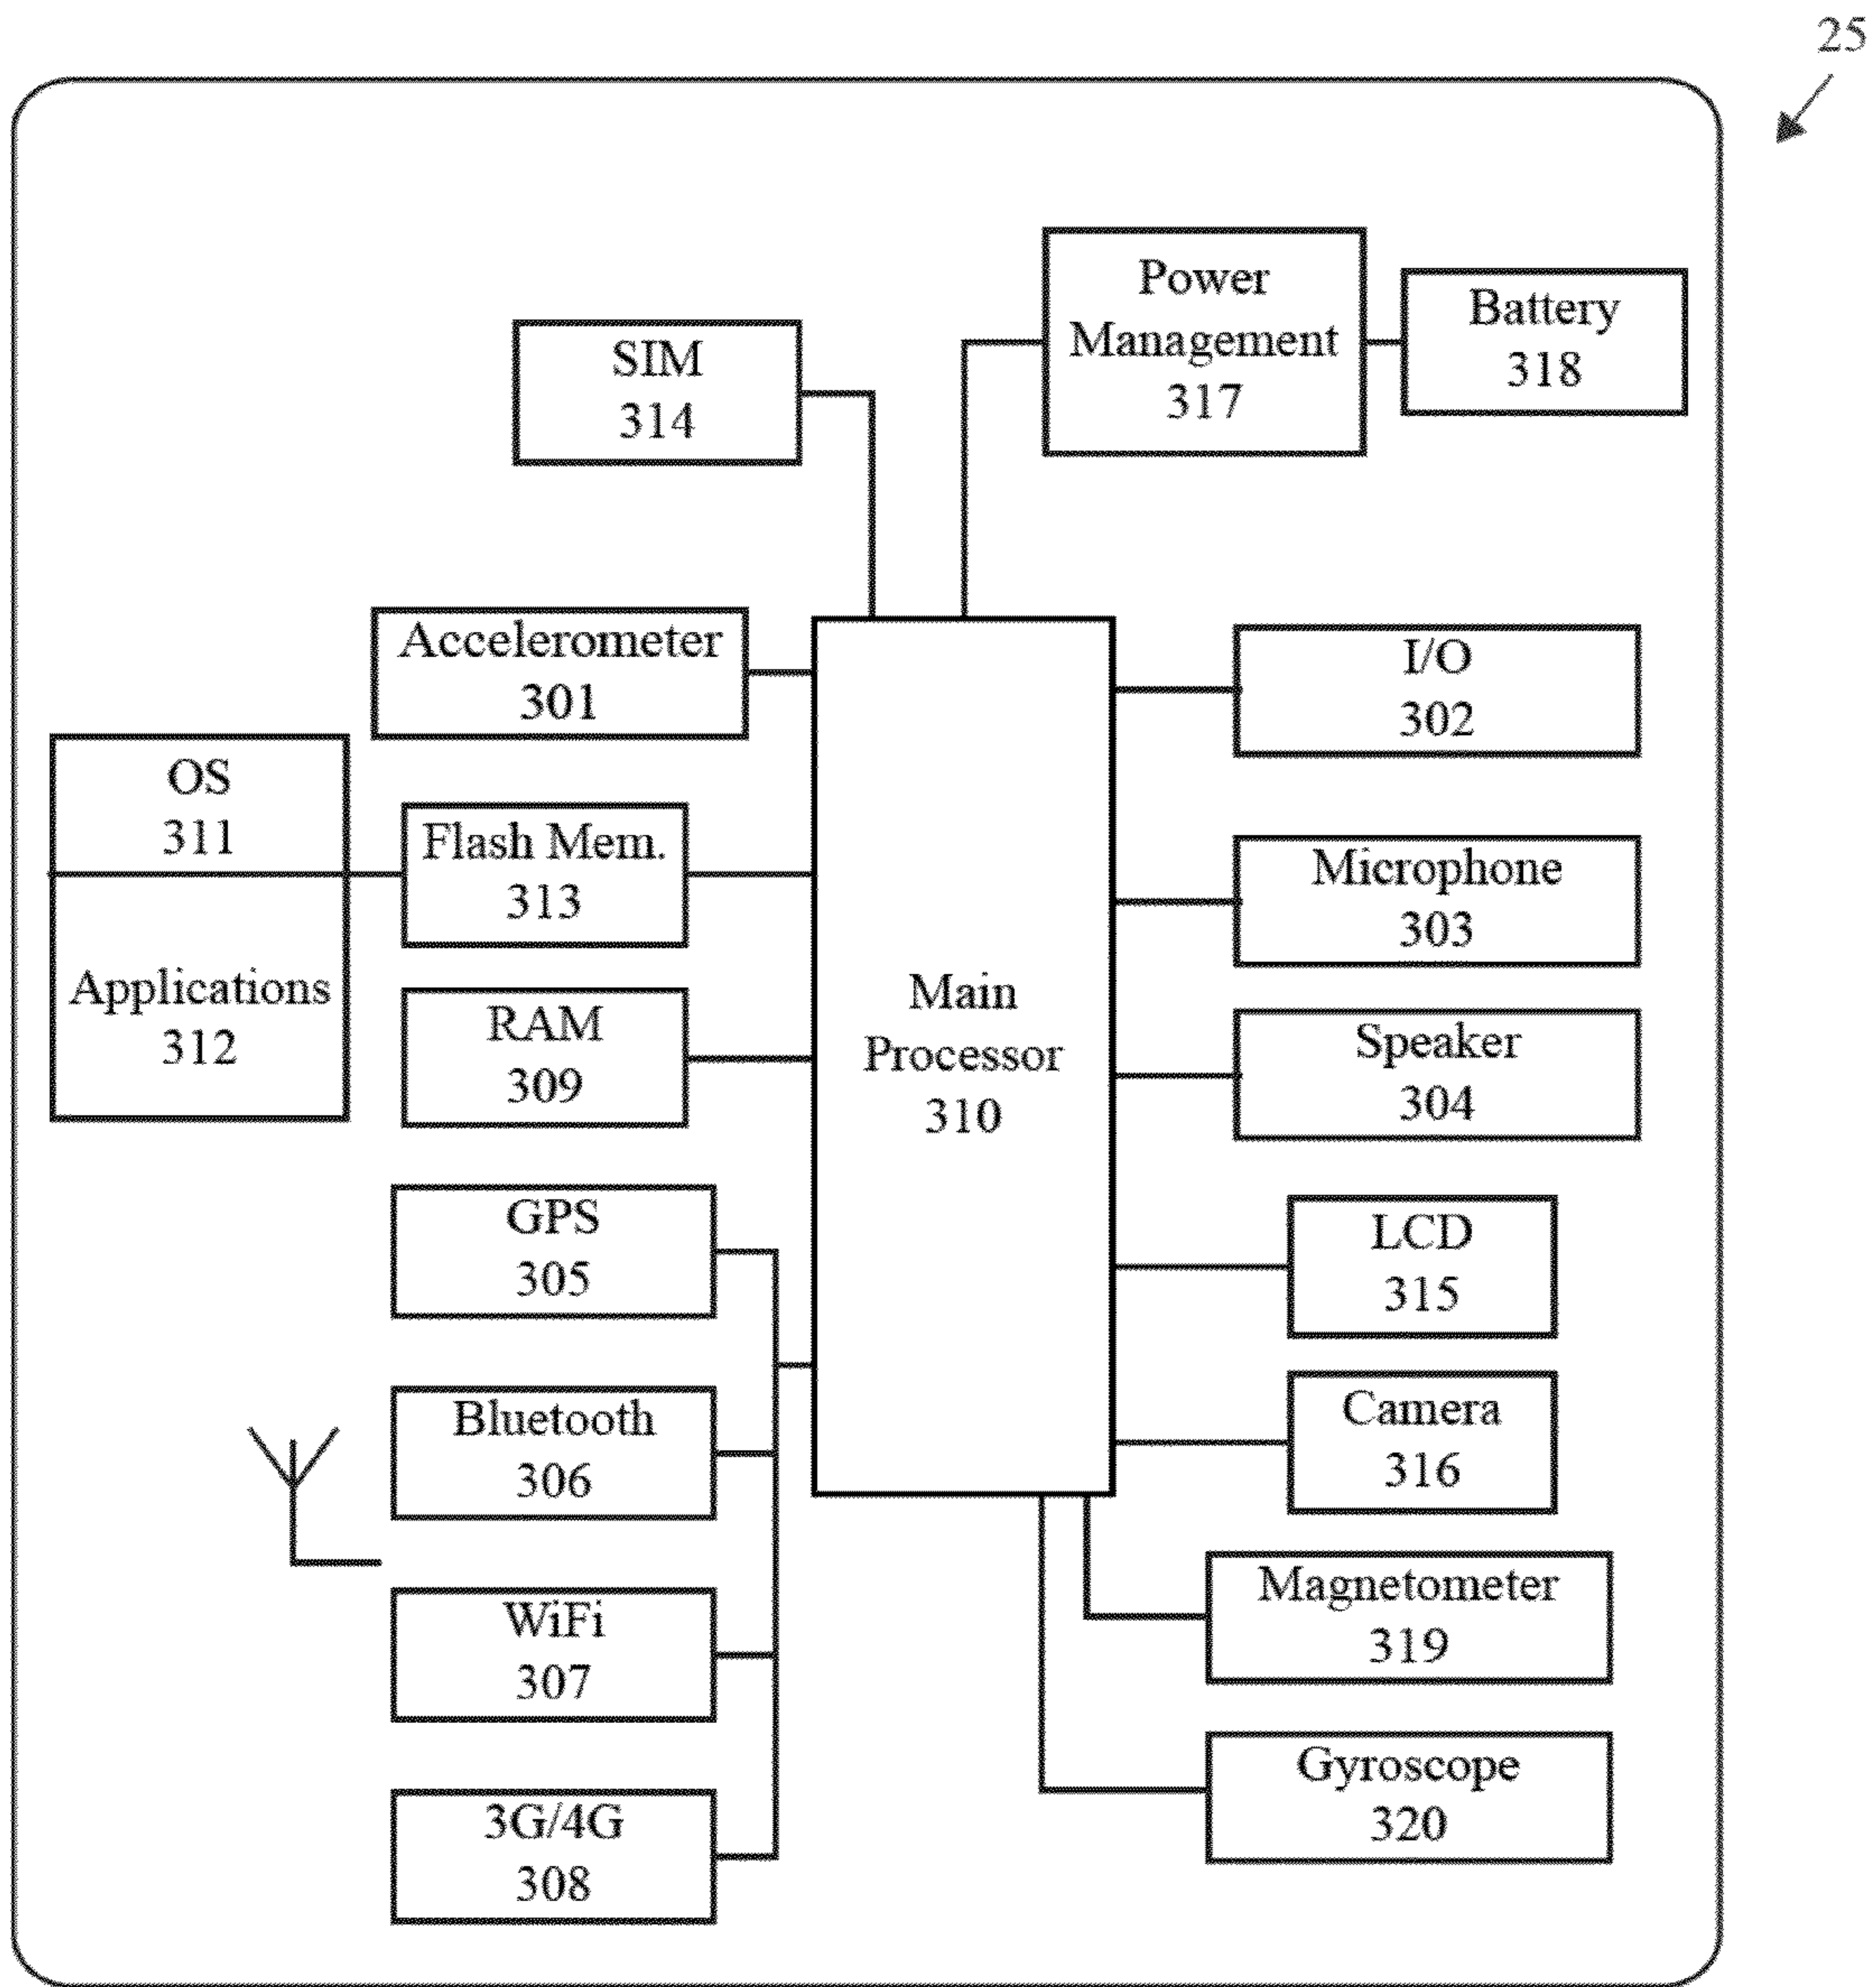 25
Power
Management
317
Battery
318
SIM
314
Accelerometer
301
I/O
302
OS
311
Flash Mem.
313
Microphone
303
Applications
312
RAM
309
Main
Processor
310
Speaker
304
GPS
305
LCD
315
Bluetooth
306
Camera
316
WiFi
307
Magnetometer
319
3G/4G
308
Gyroscope
320